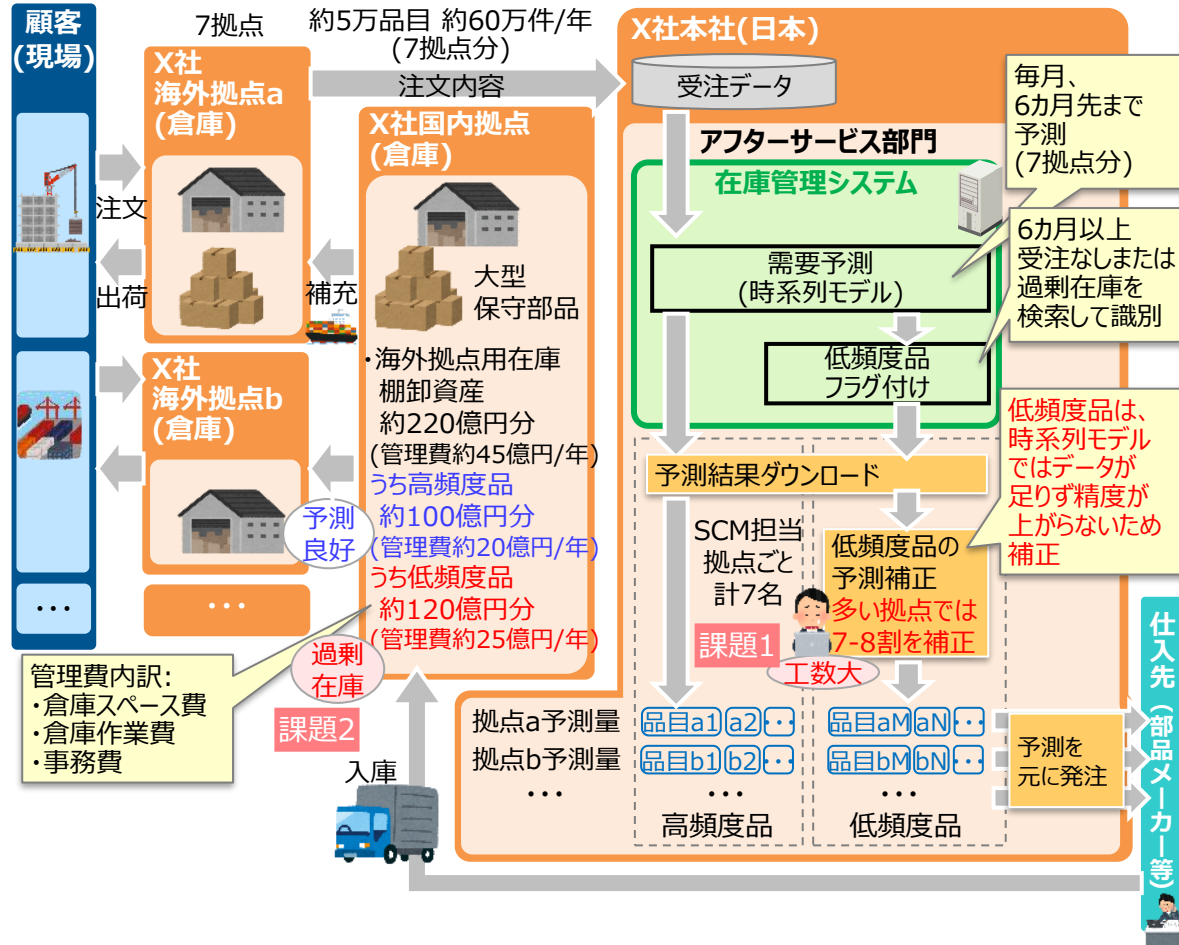 顧客
(現場)
7拠点
約5万品目 約60万件/年
(7拠点分)
注文内容
X社
海外拠点a
(倉庫)
注文
出荷
補充
X社
海外拠点b
(倉庫)
・・・
・・・
X社国内拠点
(倉庫)
大型
保守部品
・海外拠点用在庫
棚卸資産
約220億円分
(管理費約45億円/年)
うち高頻度品
約100億円分
(管理費約20億円/年)
うち低頻度品
約120億円分
(管理費約25億円/年)
予測
良好
過剰
在庫
課題2
管理費内訳:
・倉庫スペース費
・倉庫作業費
・事務費
入庫
X社本社(日本)
受注データ
アフターサービス部門
在庫管理システム
需要予測
(時系列モデル)
低頻度品
フラグ付け
毎月、
6カ月先まで
予測
(7拠点分)
6カ月以上
受注なしまたは
過剰在庫を
検索して識別
低頻度品は、
時系列モデル
ではデータが
足りず精度が
上がらないため
補正
予測結果ダウンロード
SCM担当
拠点ごと
計7名
課題1
低頻度品の
予測補正
多い拠点では
7-8割を補正
工数大
拠点a予測量
品目a1 a2 ・・・
品目aM aN ・・・
拠点b予測量
品目b1 b2 ・・・
品目bM bN ・・・
・・・
・・・
・・・
高頻度品
低頻度品
予測を
元に発注
仕入先(部品メーカー等)